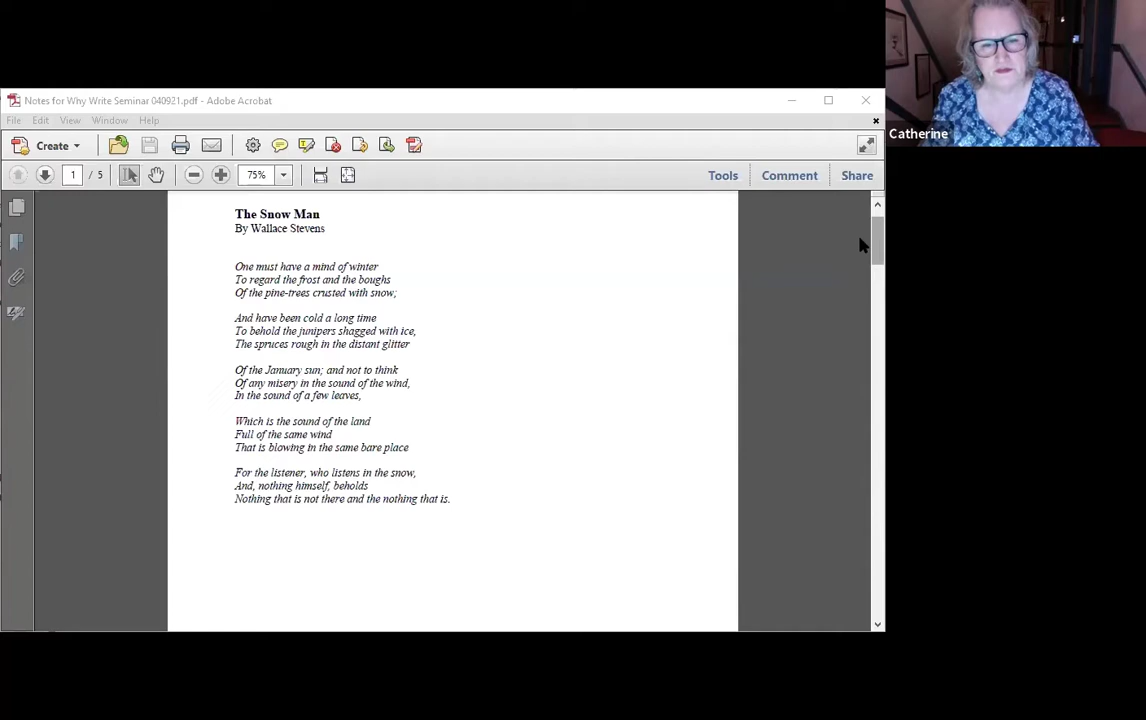 Notes for Why Write Seminar 040921.pdf - Adobe Acrobat
File Edit View Window Help
Create
1 / 5
75%
Tools Comment Share
Catherine
The Snow Man
By Wallace Stevens
One must have a mind of winter
To regard the frost and the boughs
Of the pine-trees crusted with snow;
And have been cold a long time
To behold the junipers shagged with ice,
The spruces rough in the distant glitter
Of the January sun; and not to think
Of any misery in the sound of the wind,
In the sound of a few leaves,
Which is the sound of the land
Full of the same wind
That is blowing in the same bare place
For the listener, who listens in the snow,
And, nothing himself, beholds
Nothing that is not there and the nothing that is.